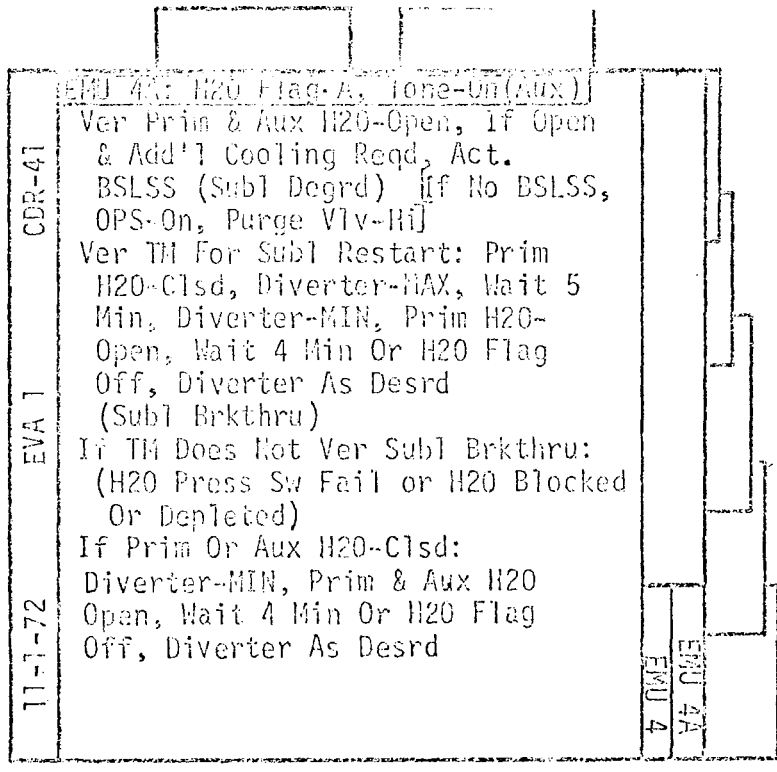 EMU 4A: H2O Flag-A, Tone-On(Aux)
Ver Prim & Aux H2O-Open, If Open
& Add'l Cooling Reqd, Act.
BSLSS (Subl Degrd) [If No BSLSS,
OPS-On, Purge Vlv-Hi]
Ver TM For Subl Restart: Prim
H2O-Clsd, Diverter-MAX, Wait 5
Min, Diverter-MIN, Prim H2O-
Open, Wait 4 Min Or H2O Flag
Off, Diverter As Desrd
(Subl Brkthru)
If TM Does Not Ver Subl Brkthru:
(H2O Press Sw Fail or H2O Blocked
Or Depleted)
If Prim Or Aux H2O-Clsd:
Diverter-MIN, Prim & Aux H2O
Open, Wait 4 Min Or H2O Flag
Off, Diverter As Desrd
CDR-41
EVA 1
11-1-72
EMU 4A
EMU 4